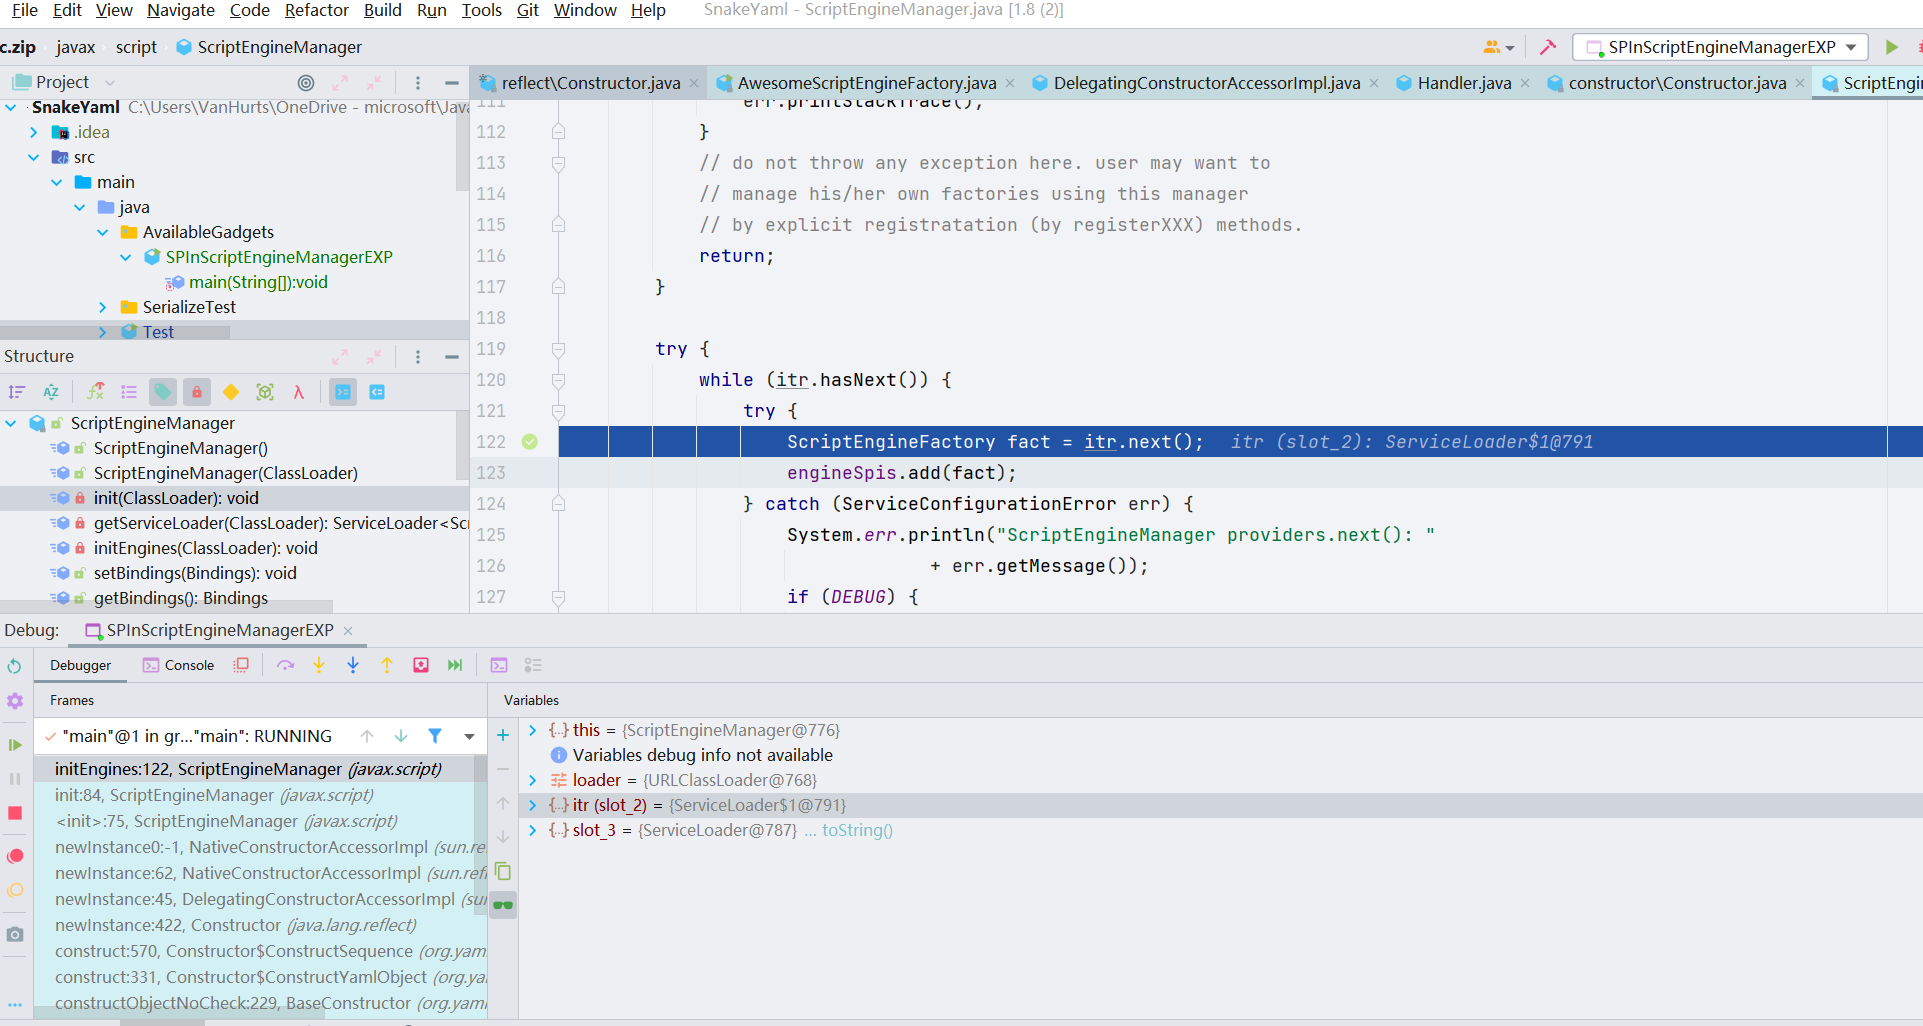 File Edit View Navigate Code Refactor Build Run Tools Git Window Help SnakeYaml - ScriptEngineManager.java [1.8 (2)]
c.zip javax script ScriptEngineManager SPInScriptEngineManagerEXP
Project
reflect\Constructor.java AwesomeScriptEngineFactory.java DelegatingConstructorAccessorImpl.java Handler.java constructor\Constructor.java ScriptEngin
SnakeYaml C:\Users\VanHurts\OneDrive - microsoft\Java
.idea
src
main
java
AvailableGadgets
SPInScriptEngineManagerEXP
main(String[]):void
SerializeTest
Test
Structure
ScriptEngineManager
ScriptEngineManager()
ScriptEngineManager(ClassLoader)
init(ClassLoader): void
getServiceLoader(ClassLoader): ServiceLoader<Sc
initEngines(ClassLoader): void
setBindings(Bindings): void
getBindings(): Bindings
111 err.printStackTrace();
112 }
113 // do not throw any exception here. user may want to
114 // manage his/her own factories using this manager
115 // by explicit registratation (by registerXXX) methods.
116 return;
117 }
118
119 try {
120 while (itr.hasNext()) {
121 try {
122 ScriptEngineFactory fact = itr.next(); itr (slot_2): ServiceLoader$1@791
123 engineSpis.add(fact);
124 } catch (ServiceConfigurationError err) {
125 System.err.println("ScriptEngineManager providers.next(): "
126 + err.getMessage());
127 if (DEBUG) {
Debug: SPInScriptEngineManagerEXP
Debugger Console
Frames
"main"@1 in gr..."main": RUNNING
initEngines:122, ScriptEngineManager (javax.script)
init:84, ScriptEngineManager (javax.script)
<init>:75, ScriptEngineManager (javax.script)
newInstance0:-1, NativeConstructorAccessorImpl (sun.re
newInstance:62, NativeConstructorAccessorImpl (sun.refl
newInstance:45, DelegatingConstructorAccessorImpl (su
newInstance:422, Constructor (java.lang.reflect)
construct:570, Constructor$ConstructSequence (org.yam
construct:331, Constructor$ConstructYamlObject (org.ya
constructObjectNoCheck:229, BaseConstructor (org.yaml
Variables
this = {ScriptEngineManager@776}
Variables debug info not available
loader = {URLClassLoader@768}
itr (slot_2) = {ServiceLoader$1@791}
slot_3 = {ServiceLoader@787} ... toString()